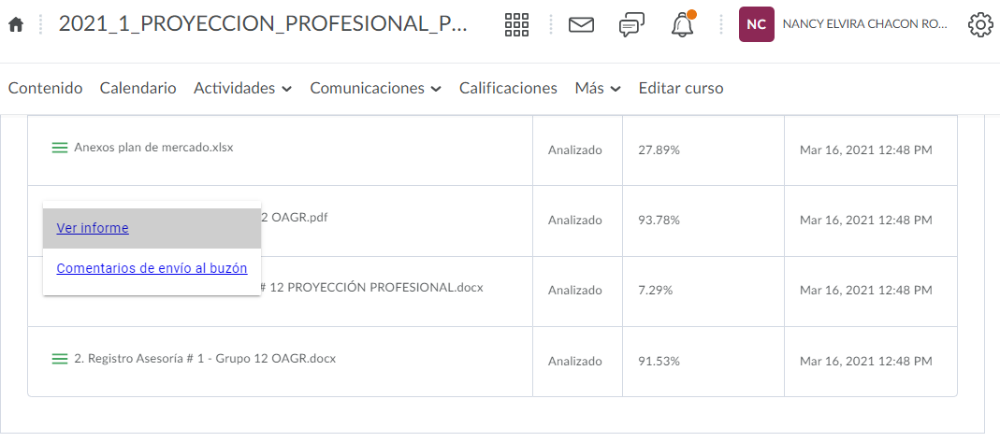 2021_1_PROYECCION_PROFESIONAL_P...
NC
NANCY ELVIRA CHACON RO...
Contenido Calendario Actividades Comunicaciones Calificaciones Más Editar curso
Anexos plan de mercado.xlsx Analizado 27.89% Mar 16, 2021 12:48 PM
2 OAGR.pdf Analizado 93.78% Mar 16, 2021 12:48 PM
Ver informe
Comentarios de envío al buzón
# 12 PROYECCIÓN PROFESIONAL.docx Analizado 7.29% Mar 16, 2021 12:48 PM
2. Registro Asesoría # 1 - Grupo 12 OAGR.docx Analizado 91.53% Mar 16, 2021 12:48 PM